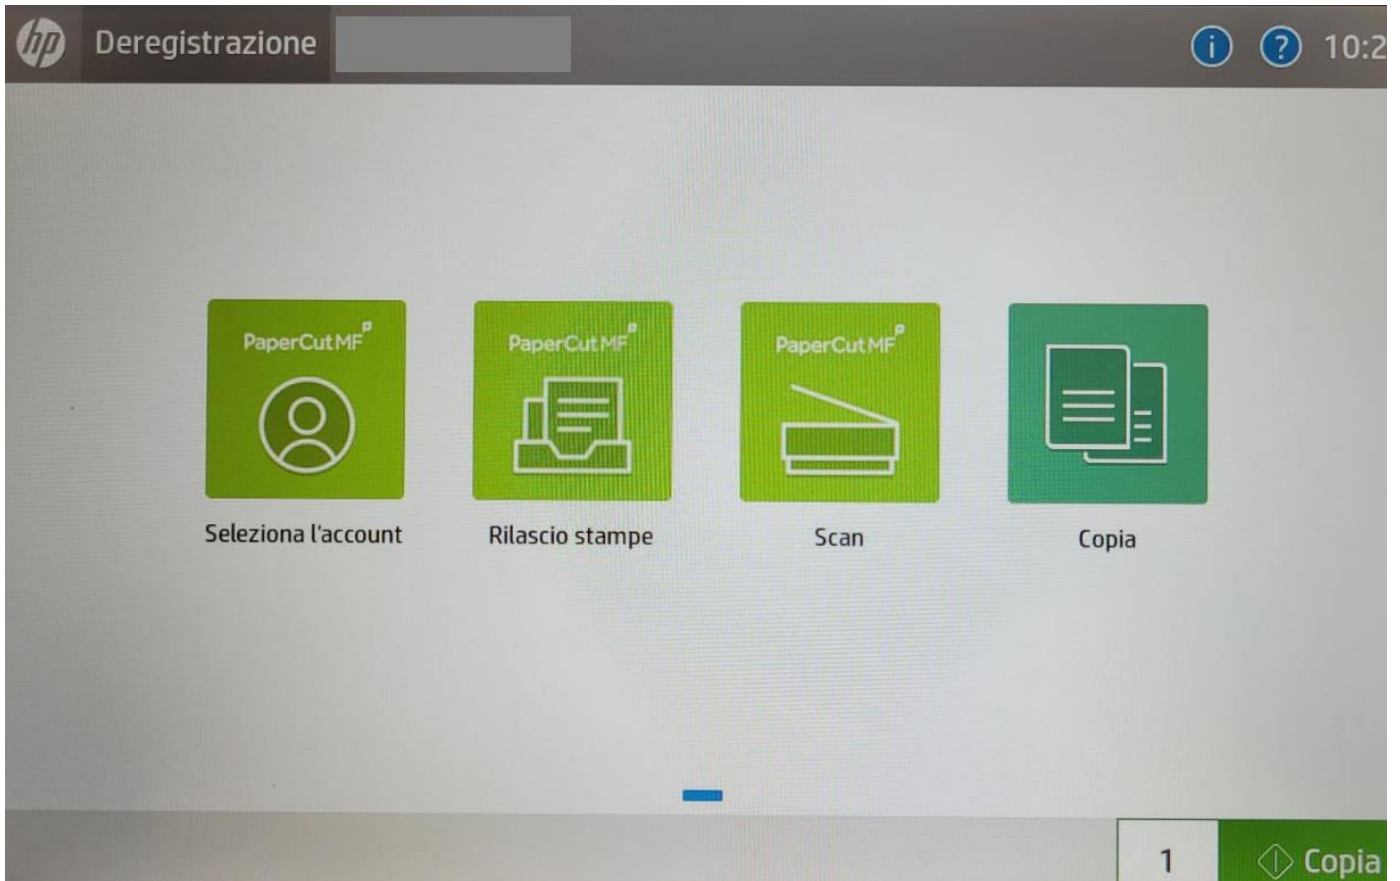 hp
Deregistrazione
i
?
10:2
PaperCut MF
PaperCut MF
PaperCut MF
Seleziona l'account
Rilascio stampe
Scan
Copia
1
Copia